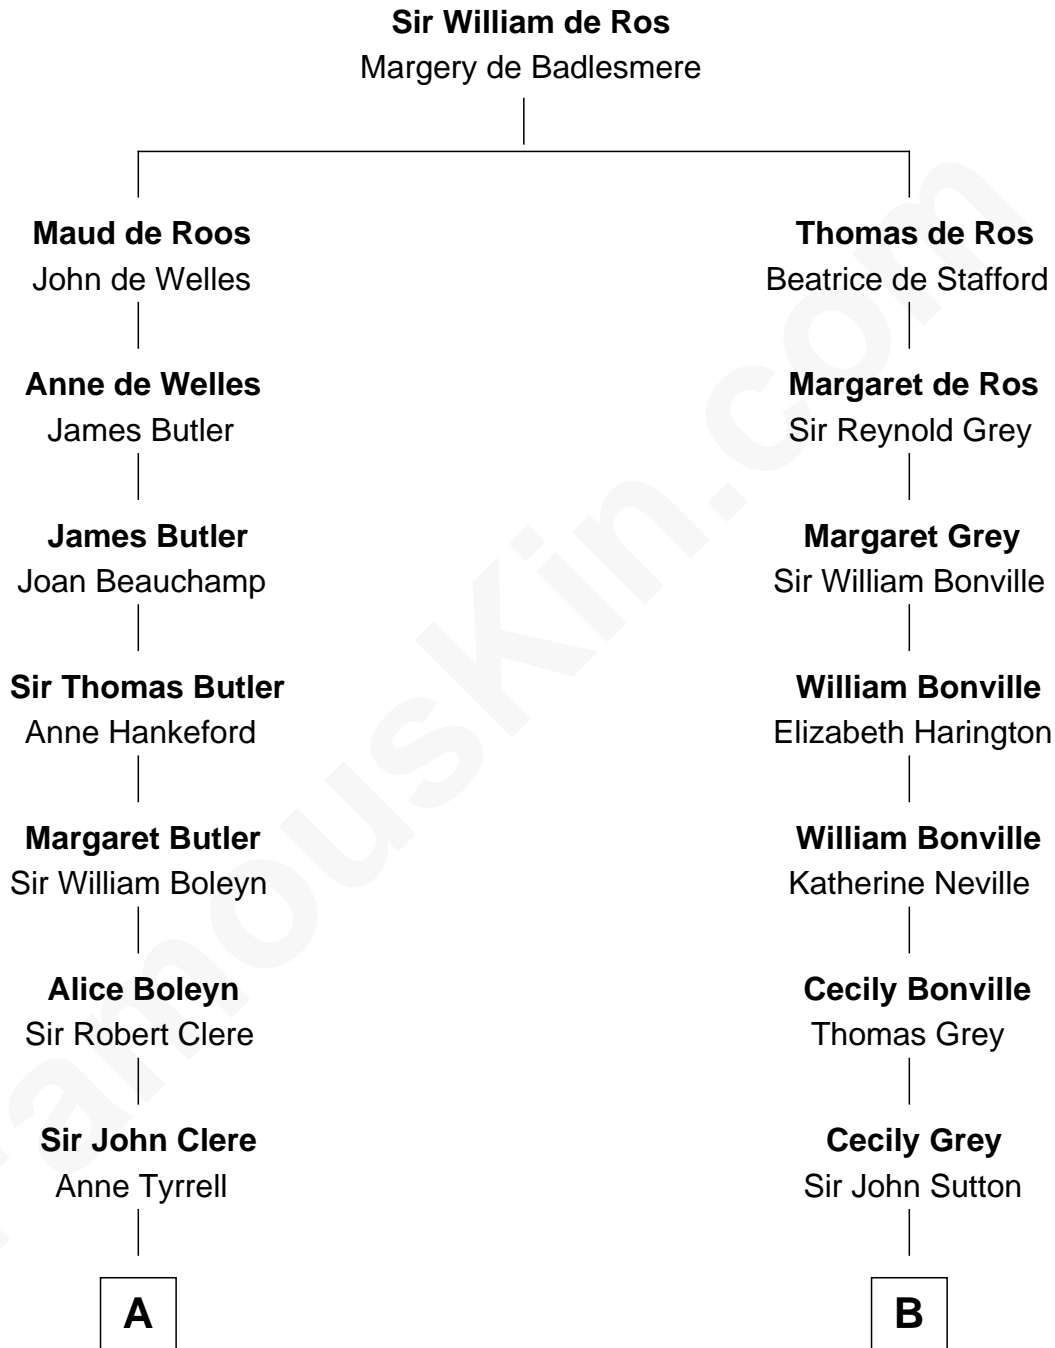 Sir William de Ros
Margery de Badlesmere
Maud de Roos
John de Welles
Thomas de Ros
Beatrice de Stafford
Anne de Welles
James Butler
Margaret de Ros
Sir Reynold Grey
James Butler
Joan Beauchamp
Margaret Grey
Sir William Bonville
Sir Thomas Butler
Anne Hankeford
William Bonville
Elizabeth Harington
Margaret Butler
Sir William Boleyn
William Bonville
Katherine Neville
Alice Boleyn
Sir Robert Clere
Cecily Bonville
Thomas Grey
Sir John Clere
Anne Tyrrell
Cecily Grey
Sir John Sutton
A
B
FamousKin.com